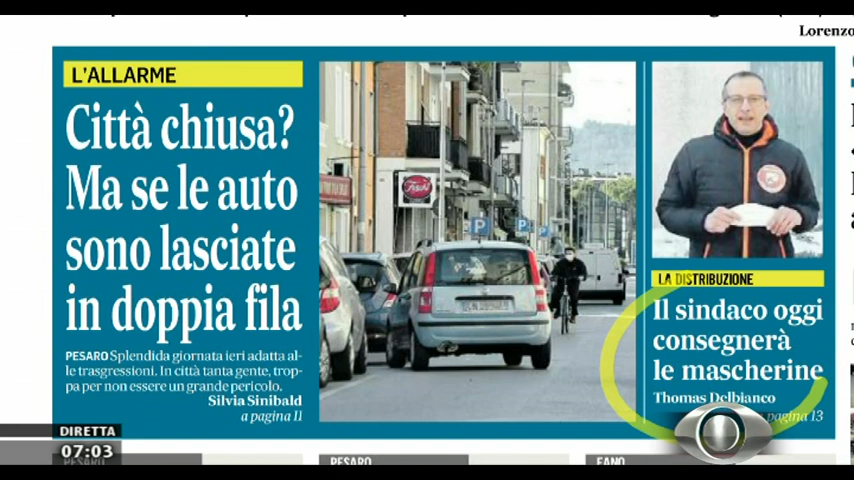 Lorenzo
L'ALLARME
Città chiusa?
Ma se le auto
sono lasciate
in doppia fila
PESARO Splendida giornata ieri adatta al-
le trasgressioni. In città tanta gente, trop-
pa per non essere un grande pericolo.
Silvia Sinibald
a pagina 11
P
P
P
LA DISTRIBUZIONE
Il sindaco oggi
consegnerà
le mascherine
Thomas Delbianco
a pagina 13
DIRETTA
07:03
PESARO
PESARO
FANO